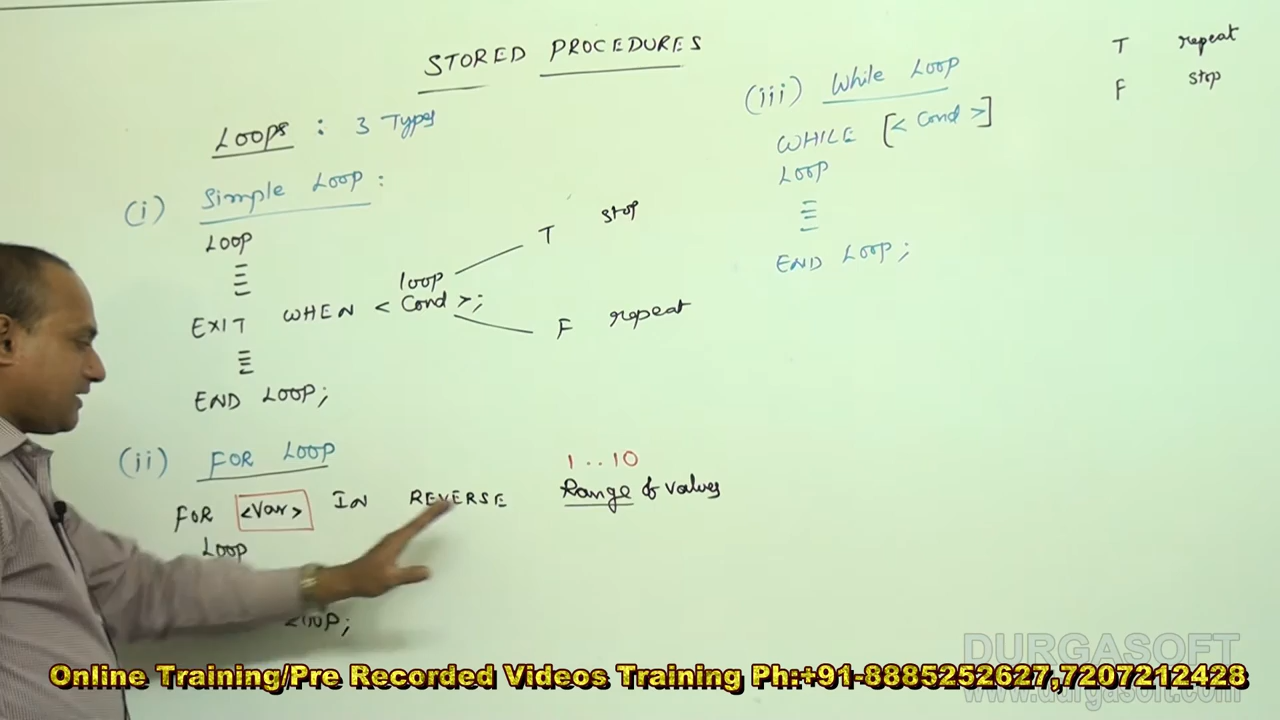 STORED PROCEDURES
LOOPS : 3 Types
(i) Simple Loop :
LOOP
EXIT WHEN < loop Cond > ;
T stop
F repeat
END LOOP ;
(ii) FOR LOOP
1..10
FOR <Var> IN REVERSE Range of values
LOOP
LOOP ;
(iii) While Loop
WHILE [< Cond >]
LOOP
END LOOP ;
T repeat
F stop
DURGASOFT
www.durgasoft.com
Online Training/Pre Recorded Videos Training Ph:+91-8885252627,7207212428